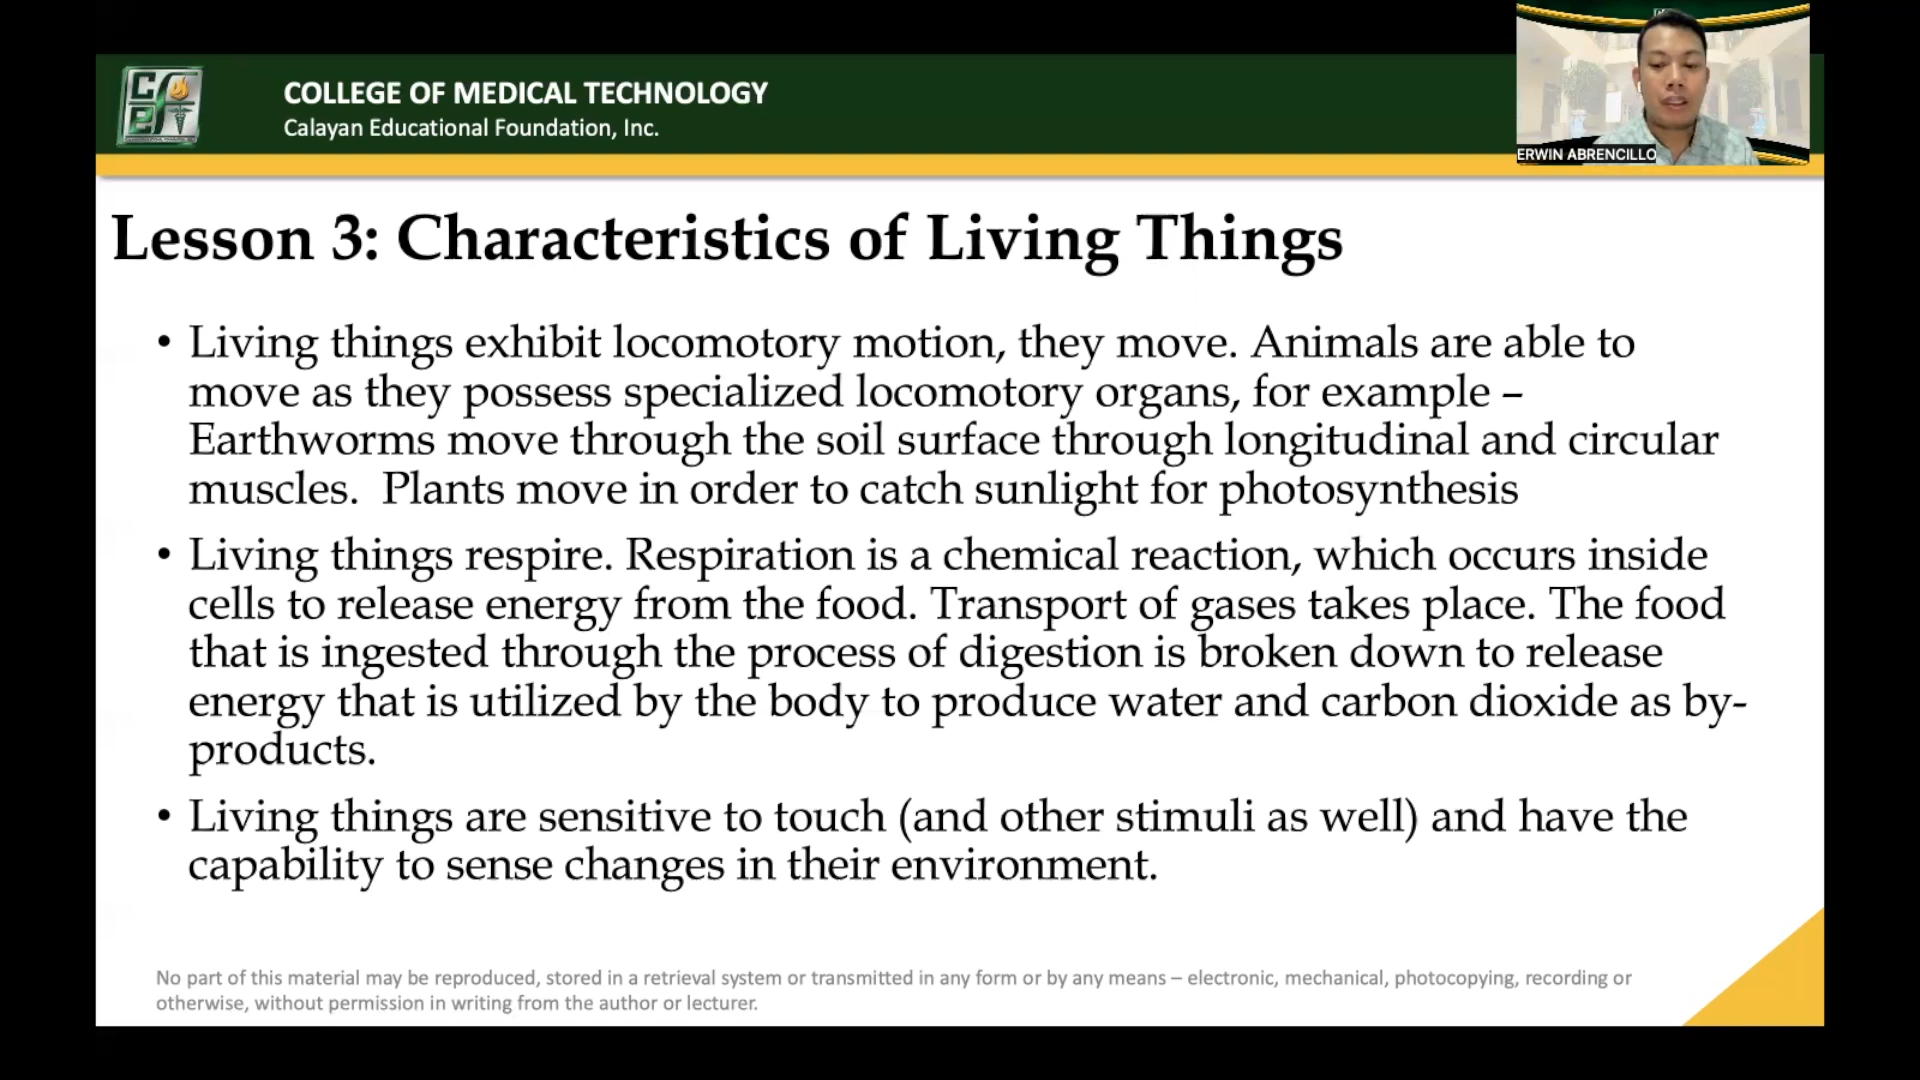 COLLEGE OF MEDICAL TECHNOLOGY
Calayan Educational Foundation, Inc.
ERWIN ABRENCILLO
Lesson 3: Characteristics of Living Things
• Living things exhibit locomotory motion, they move. Animals are able to
move as they possess specialized locomotory organs, for example –
Earthworms move through the soil surface through longitudinal and circular
muscles.  Plants move in order to catch sunlight for photosynthesis
• Living things respire. Respiration is a chemical reaction, which occurs inside
cells to release energy from the food. Transport of gases takes place. The food
that is ingested through the process of digestion is broken down to release
energy that is utilized by the body to produce water and carbon dioxide as by-
products.
• Living things are sensitive to touch (and other stimuli as well) and have the
capability to sense changes in their environment.
No part of this material may be reproduced, stored in a retrieval system or transmitted in any form or by any means – electronic, mechanical, photocopying, recording or
otherwise, without permission in writing from the author or lecturer.